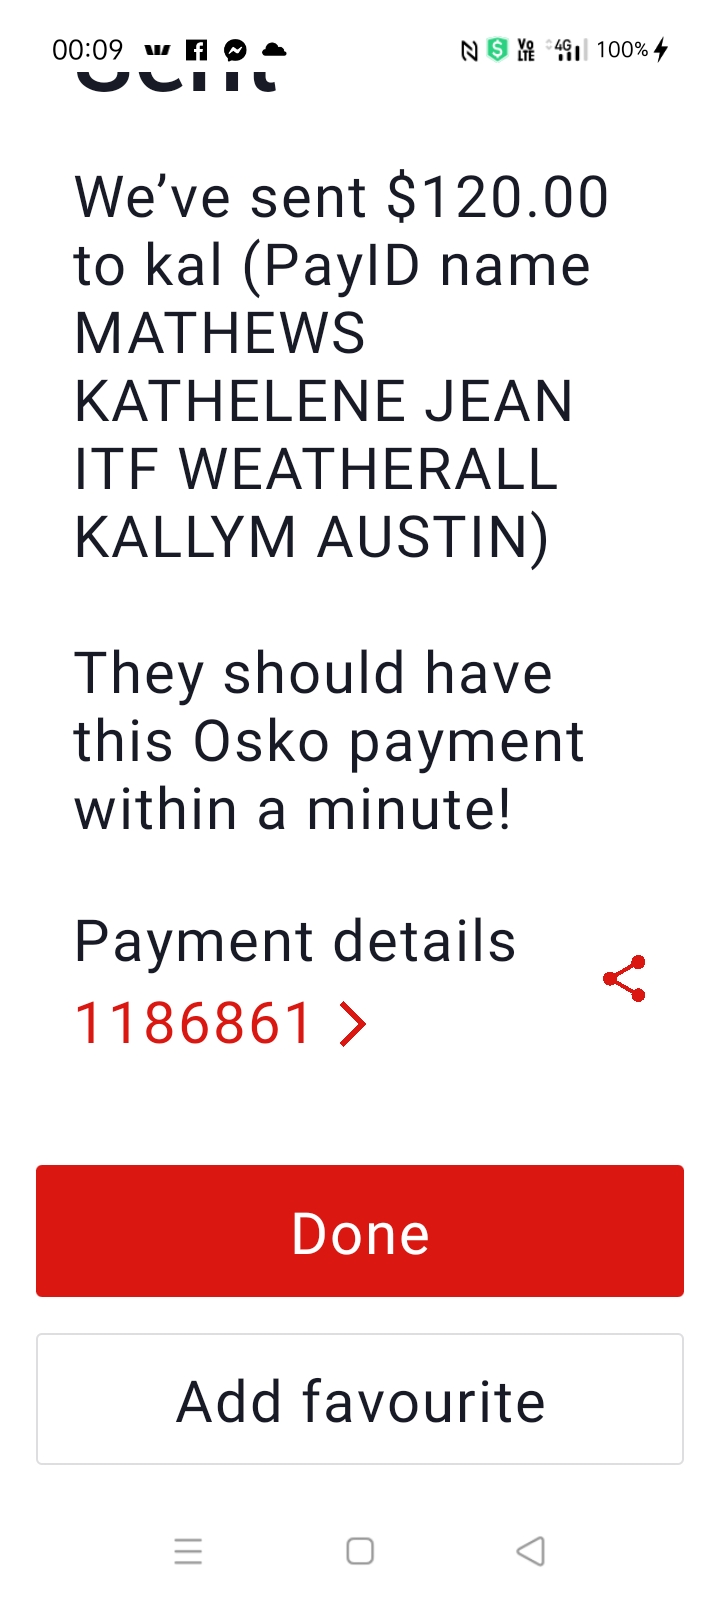 00:09 4G 100%
Sent
We’ve sent $120.00
to kal (PayID name
MATHEWS
KATHELENE JEAN
ITF WEATHERALL
KALLYM AUSTIN)
They should have
this Osko payment
within a minute!
Payment details
1186861
Done
Add favourite